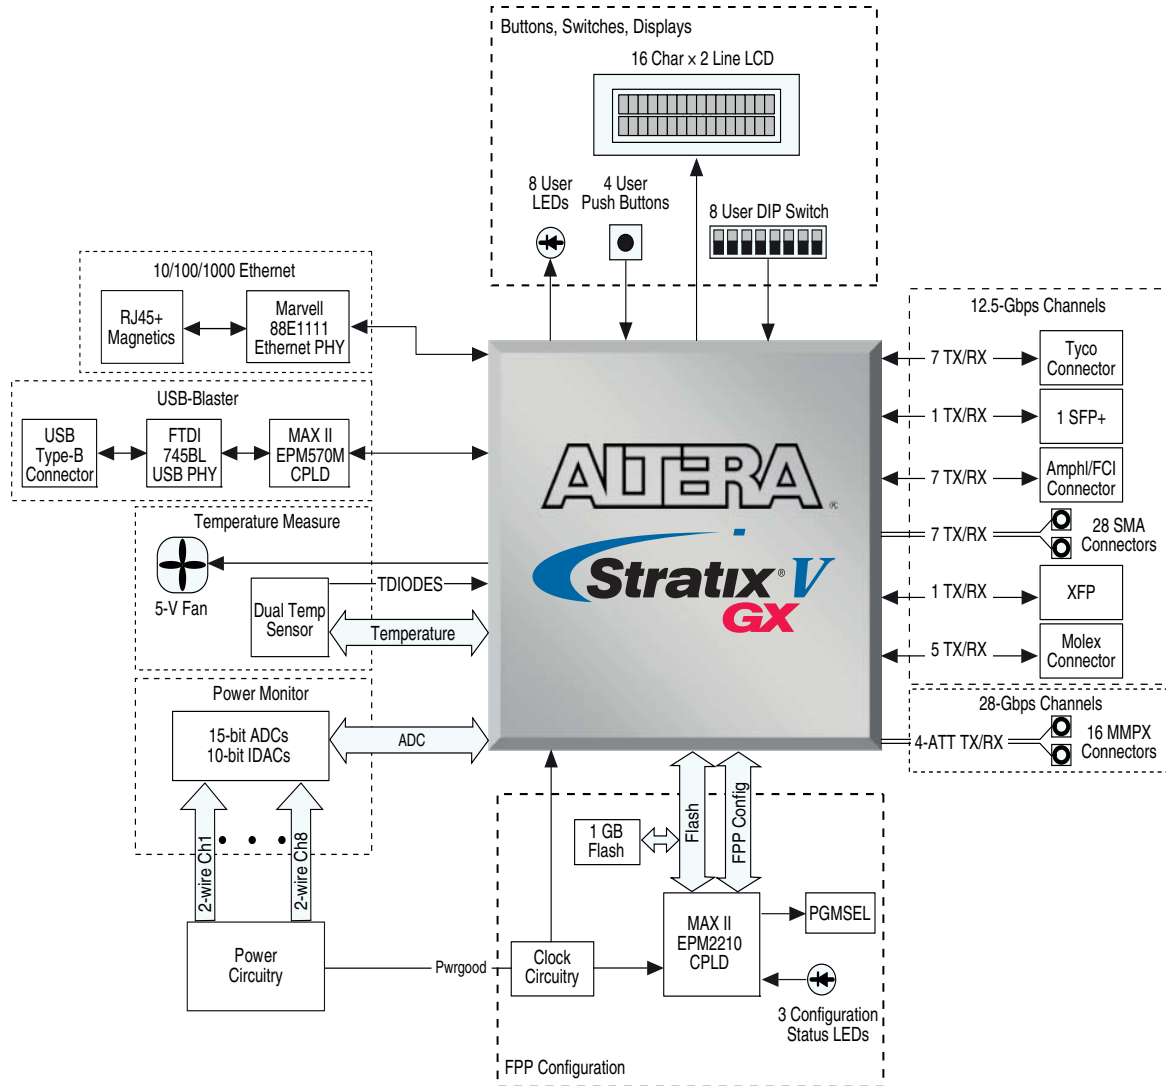 Buttons, Switches, Displays
16 Char × 2 Line LCD
8 User
LEDs
4 User
Push Buttons
8 User DIP Switch
10/100/1000 Ethernet
RJ45+
Magnetics
Marvell
88E1111
Ethernet PHY
USB-Blaster
USB
Type-B
Connector
FTDI
745BL
USB PHY
MAX II
EPM570M
CPLD
Temperature Measure
5-V Fan
TDIODES
Dual Temp
Sensor
Temperature
Power Monitor
15-bit ADCs
10-bit IDACs
ADC
2-wire Ch1
2-wire Ch8
Power
Circuitry
Pwrgood
ALTERA
®
Stratix® V
GX
12.5-Gbps Channels
7 TX/RX
Tyco
Connector
1 TX/RX
1 SFP+
7 TX/RX
Amphl/FCI
Connector
7 TX/RX
28 SMA
Connectors
1 TX/RX
XFP
5 TX/RX
Molex
Connector
28-Gbps Channels
4-ATT TX/RX
16 MMPX
Connectors
1 GB
Flash
Flash
FPP Config
MAX II
EPM2210
CPLD
PGMSEL
Clock
Circuitry
3 Configuration
Status LEDs
FPP Configuration